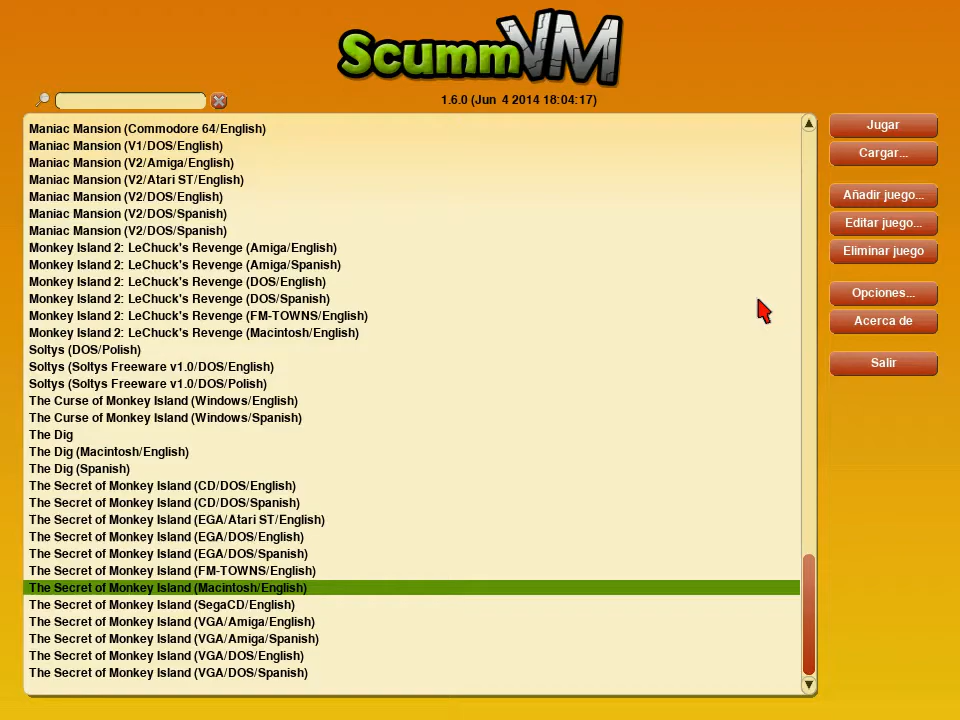 ScummVM
1.6.0 (Jun 4 2014 18:04:17)
Maniac Mansion (Commodore 64/English)
Maniac Mansion (V1/DOS/English)
Maniac Mansion (V2/Amiga/English)
Maniac Mansion (V2/Atari ST/English)
Maniac Mansion (V2/DOS/English)
Maniac Mansion (V2/DOS/Spanish)
Maniac Mansion (V2/DOS/Spanish)
Monkey Island 2: LeChuck's Revenge (Amiga/English)
Monkey Island 2: LeChuck's Revenge (Amiga/Spanish)
Monkey Island 2: LeChuck's Revenge (DOS/English)
Monkey Island 2: LeChuck's Revenge (DOS/Spanish)
Monkey Island 2: LeChuck's Revenge (FM-TOWNS/English)
Monkey Island 2: LeChuck's Revenge (Macintosh/English)
Soltys (DOS/Polish)
Soltys (Soltys Freeware v1.0/DOS/English)
Soltys (Soltys Freeware v1.0/DOS/Polish)
The Curse of Monkey Island (Windows/English)
The Curse of Monkey Island (Windows/Spanish)
The Dig
The Dig (Macintosh/English)
The Dig (Spanish)
The Secret of Monkey Island (CD/DOS/English)
The Secret of Monkey Island (CD/DOS/Spanish)
The Secret of Monkey Island (EGA/Atari ST/English)
The Secret of Monkey Island (EGA/DOS/English)
The Secret of Monkey Island (EGA/DOS/Spanish)
The Secret of Monkey Island (FM-TOWNS/English)
The Secret of Monkey Island (Macintosh/English)
The Secret of Monkey Island (SegaCD/English)
The Secret of Monkey Island (VGA/Amiga/English)
The Secret of Monkey Island (VGA/Amiga/Spanish)
The Secret of Monkey Island (VGA/DOS/English)
The Secret of Monkey Island (VGA/DOS/Spanish)
Jugar
Cargar...
Añadir juego...
Editar juego...
Eliminar juego
Opciones...
Acerca de
Salir